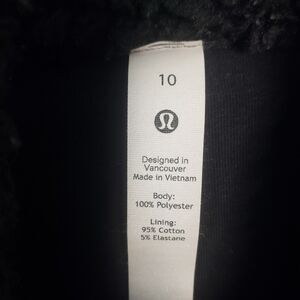 10
Designed in
Vancouver
Made in Vietnam
Body:
100% Polyester
Lining:
95% Cotton
5% Elastane